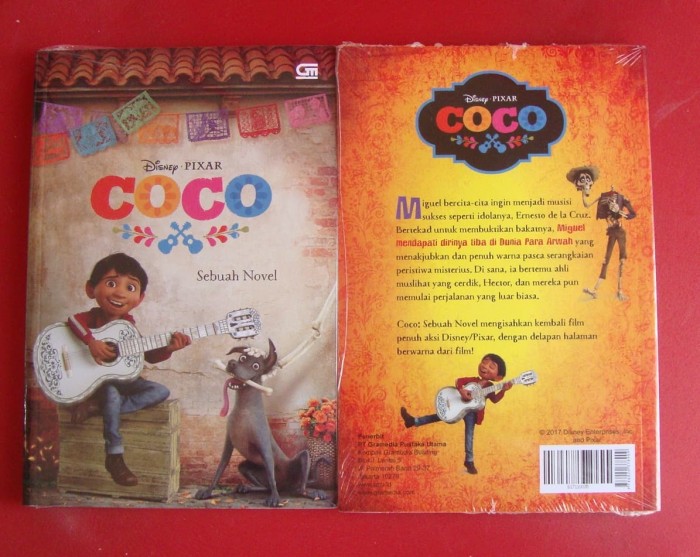 GM
Disney · PIXAR
COCO
Sebuah Novel
Disney · PIXAR
COCO
Miguel bercita-cita ingin menjadi musisi
sukses seperti idolanya, Ernesto de la Cruz.
Bertekad untuk membuktikan bakatnya, Miguel
mendapati dirinya tiba di Dunia Para Arwah yang
menakjubkan dan penuh warna pasca serangkaian
peristiwa misterius. Di sana, ia bertemu ahli
muslihat yang cerdik, Hector, dan mereka pun
memulai perjalanan yang luar biasa.
Coco: Sebuah Novel mengisahkan kembali film
penuh aksi Disney/Pixar, dengan delapan halaman
berwarna dari film!
© 2017 Disney Enterprises, Inc.
and Pixar
Penerbit
PT Gramedia Pustaka Utama
Kompas Gramedia Building